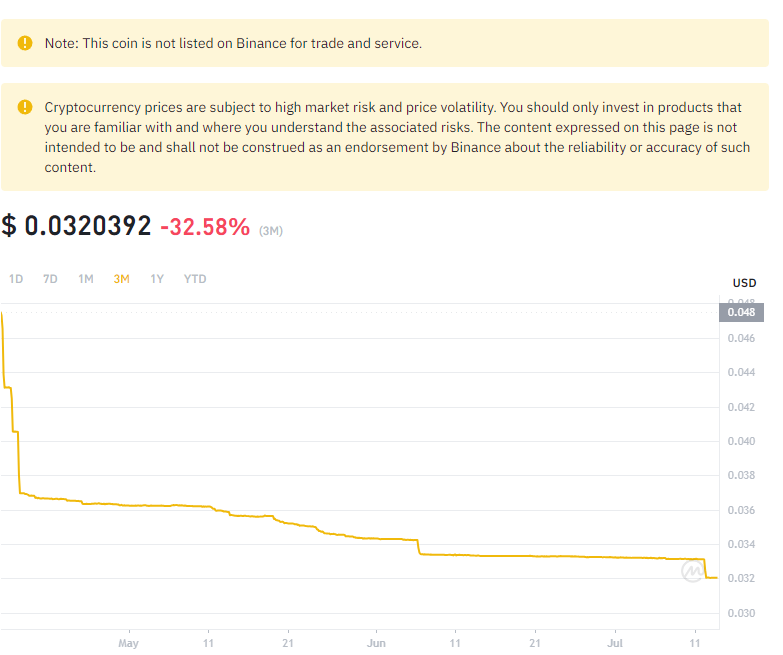 Note: This coin is not listed on Binance for trade and service.
Cryptocurrency prices are subject to high market risk and price volatility. You should only invest in products that
you are familiar with and where you understand the associated risks. The content expressed on this page is not
intended to be and shall not be construed as an endorsement by Binance about the reliability or accuracy of such
content.
$ 0.0320392 -32.58% (3M)
1D 7D 1M 3M 1Y YTD
USD
0.048
0.048
0.046
0.044
0.042
0.040
0.038
0.036
0.034
0.032
0.030
May 11 21 Jun 11 21 Jul 11